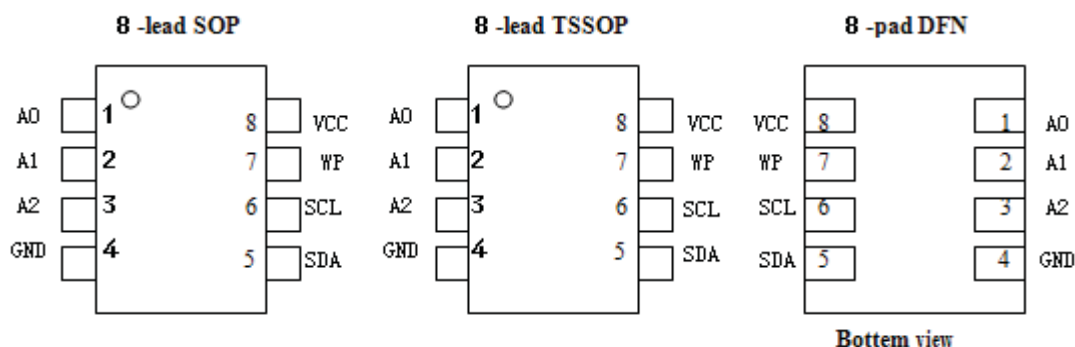 8 -lead SOP
A0 1 8 VCC
A1 2 7 WP
A2 3 6 SCL
GND 4 5 SDA
8 -lead TSSOP
A0 1 8 VCC
A1 2 7 WP
A2 3 6 SCL
GND 4 5 SDA
8 -pad DFN
VCC 8 1 A0
WP 7 2 A1
SCL 6 3 A2
SDA 5 4 GND
Bottem view